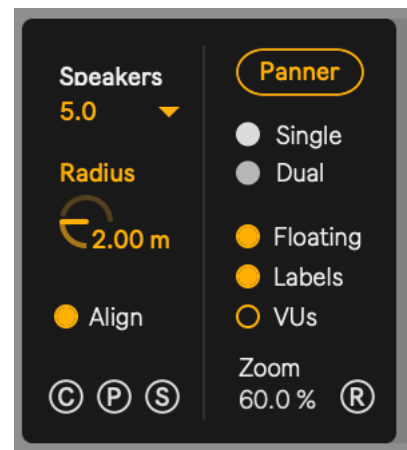 Speakers
5.0
Radius
2.00 m
Align
C P S
Panner
Single
Dual
Floating
Labels
VUs
Zoom
60.0 % R